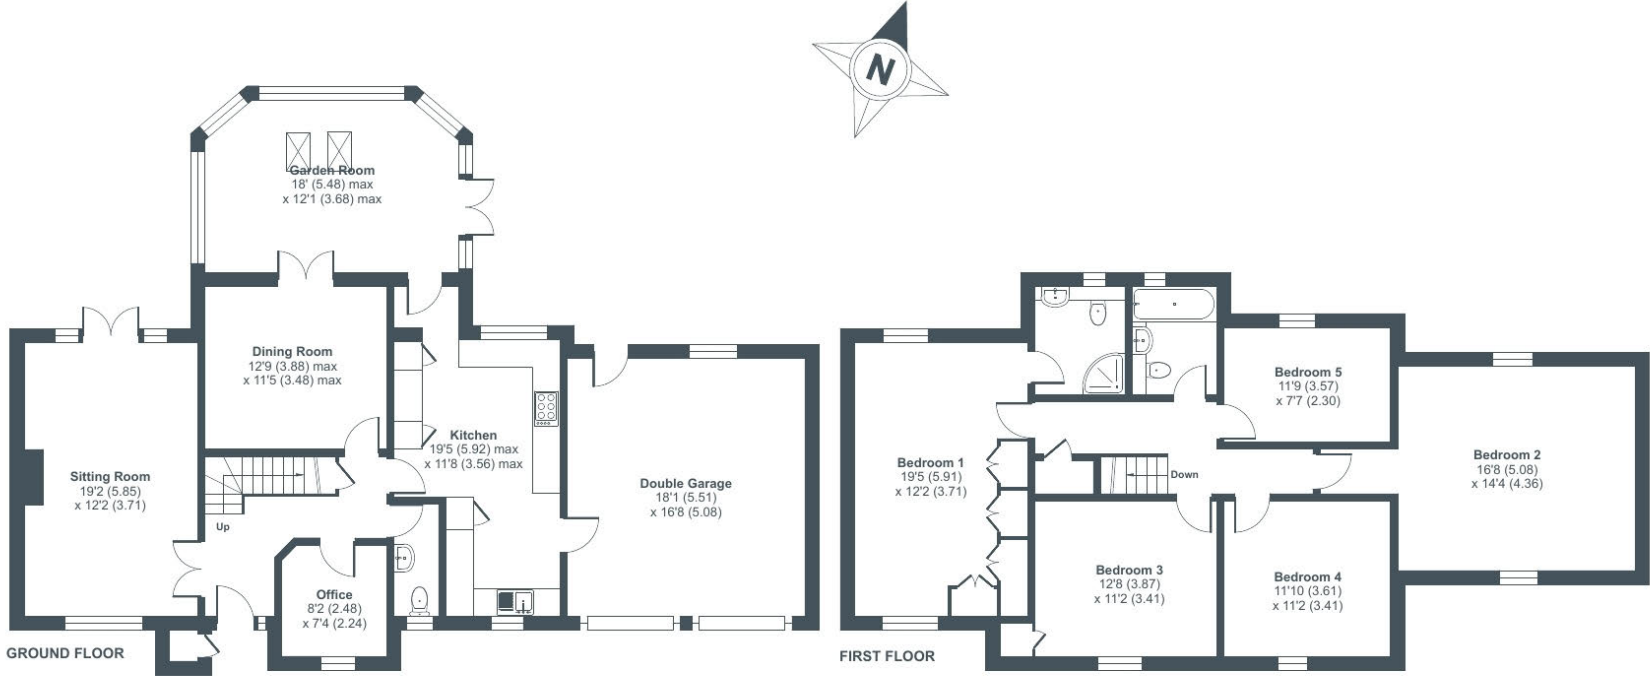 N
Garden Room
18' (5.48) max
x 12'1 (3.68) max
Dining Room
12'9 (3.88) max
x 11'5 (3.48) max
Kitchen
19'5 (5.92) max
x 11'8 (3.56) max
Sitting Room
19'2 (5.85)
x 12'2 (3.71)
Up
Double Garage
18'1 (5.51)
x 16'8 (5.08)
Office
8'2 (2.48)
x 7'4 (2.24)
GROUND FLOOR
Bedroom 5
11'9 (3.57)
x 7'7 (2.30)
Bedroom 1
19'5 (5.91)
x 12'2 (3.71)
Down
Bedroom 2
16'8 (5.08)
x 14'4 (4.36)
Bedroom 3
12'8 (3.87)
x 11'2 (3.41)
Bedroom 4
11'10 (3.61)
x 11'2 (3.41)
FIRST FLOOR